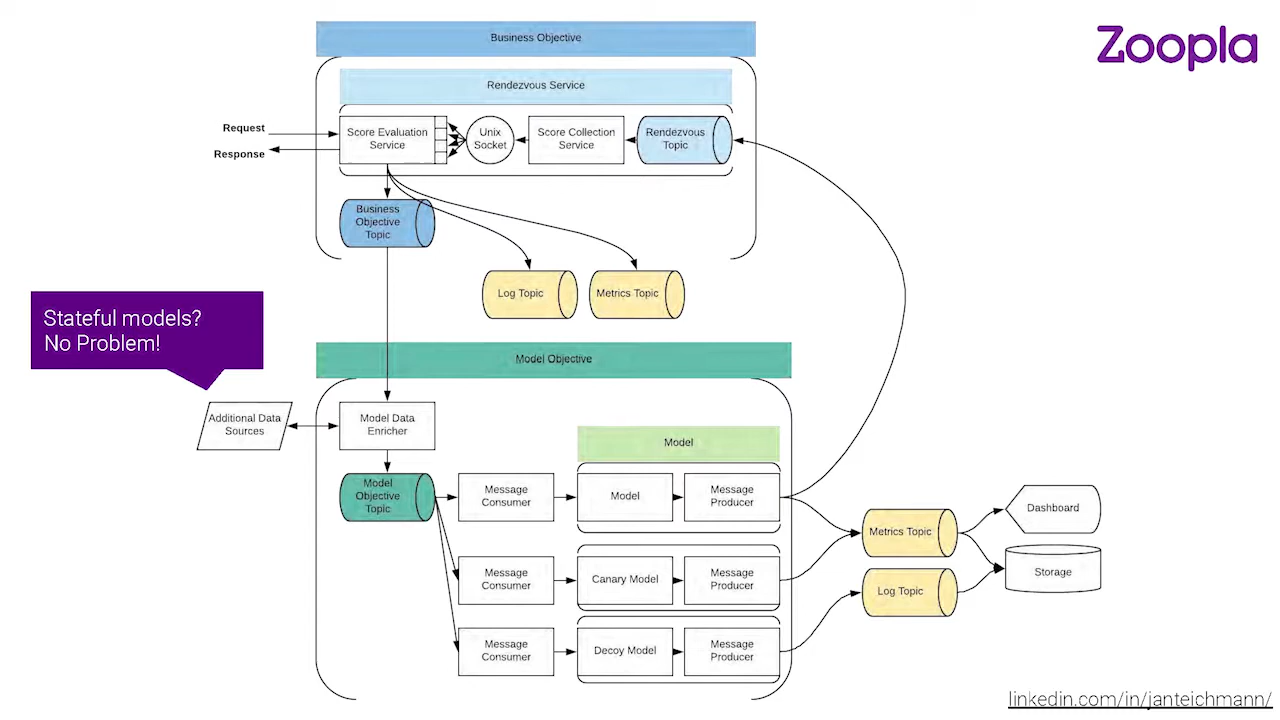 Business Objective
Zoopla
Rendezvous Service
Request
Response
Score Evaluation
Service
Unix
Socket
Score Collection
Service
Rendezvous
Topic
Business
Objective
Topic
Log Topic
Metrics Topic
Stateful models?
No Problem!
Model Objective
Additional Data
Sources
Model Data
Enricher
Model
Model
Objective
Topic
Message
Consumer
Model
Message
Producer
Message
Consumer
Canary Model
Message
Producer
Message
Consumer
Decoy Model
Message
Producer
Metrics Topic
Log Topic
Dashboard
Storage
linkedin.com/in/janteichmann/